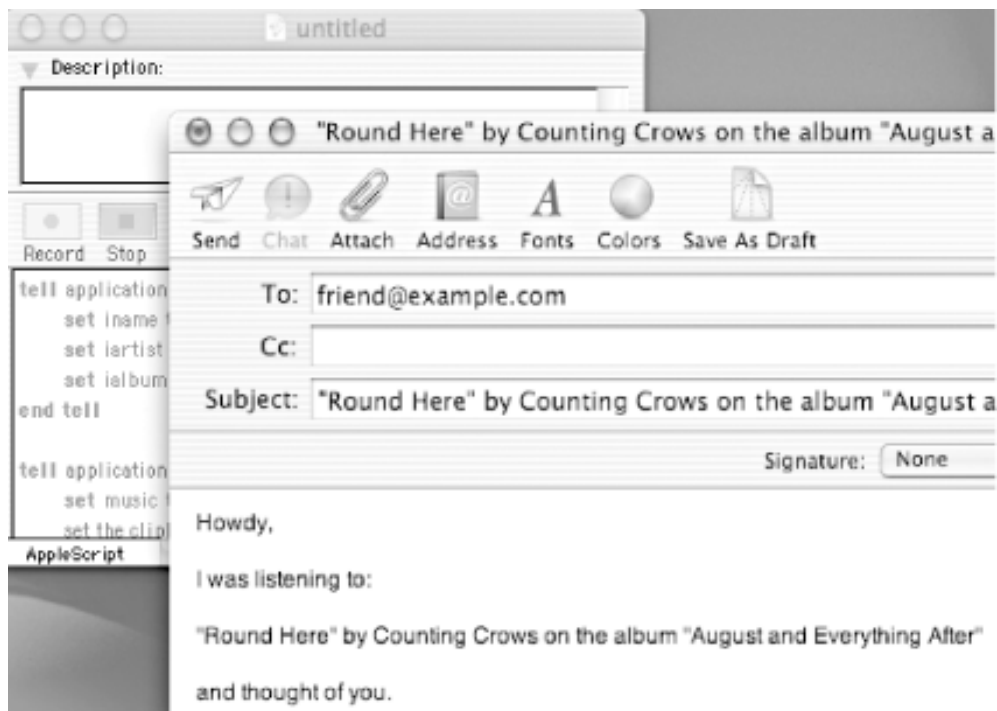 untitled
Description:
Record Stop
tell application
set iname
set iartist
set ialbum
end tell
tell application
set music
set the clip
AppleScript
"Round Here" by Counting Crows on the album "August a
Send Chat Attach Address Fonts Colors Save As Draft
To: friend@example.com
Cc:
Subject: "Round Here" by Counting Crows on the album "August a
Signature: None
Howdy,
I was listening to:
"Round Here" by Counting Crows on the album "August and Everything After"
and thought of you.